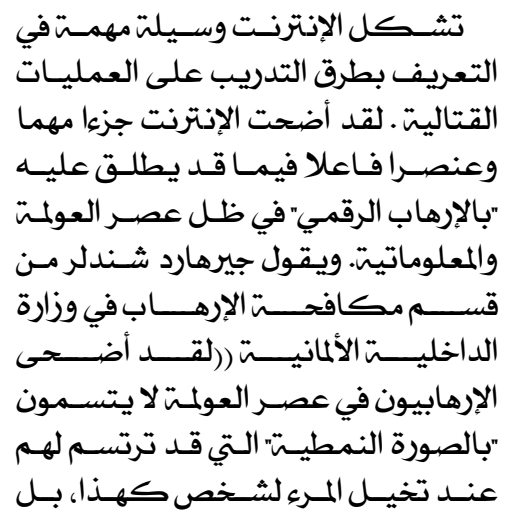 تشكل الإنترنت وسيلة مهمة في
التعريف بطرق التدريب على العمليات
القتالية . لقد أضحت الإنترنت جزءا مهما
وعنصرا فاعلا فيما قد يطلق عليه
"بالإرهاب الرقمي" في ظل عصر العولمة
والمعلوماتية. ويقول جيرهارد شندلر من
قسم مكافحة الإرهاب في وزارة
الداخلية الألمانية ((لقد أضحى
الإرهابيون في عصر العولمة لا يتسمون
"بالصورة النمطية" التي قد ترتسم لهم
عند تخيل المرء لشخص كهذا، بل